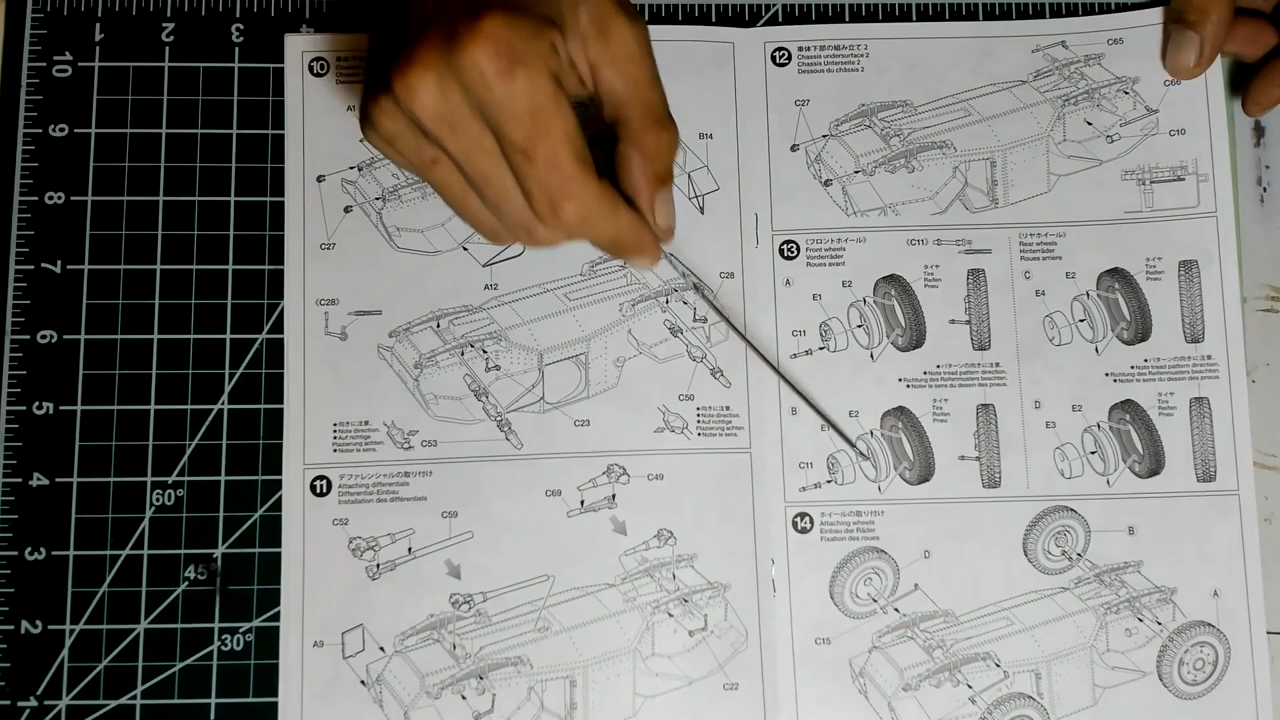 1
2
3
4
10
9
8
7
6
5
4
3
2
1
60°
45°
30°
10
A1
B14
C27
A12
C28
《C28》
★向きに注意。
★Note direction.
★Auf richtige
Plazierung achten.
★Noter le sens.
C53
C23
C50
★向きに注意。
★Note direction.
★Auf richtige
Plazierung achten.
★Noter le sens.
11
デファレンシャルの取り付け
Attaching differentials
Differential-Einbau
Installation des différentiels
C49
C69
C52
C59
A9
C22
12
車体下部の組み立て 2
Chassis undersurface 2
Chassis Unterseite 2
Dessous du châssis 2
C65
C66
C27
C10
13
《フロントホイール》
Front wheels
Vorderräder
Roues avant
《C11》
A
E1
E2
C11
タイヤ
Tire
Reifen
Pneu
★パターンの向きに注意。
★Note tread pattern direction.
★Richtung des Reifenmusters beachten.
★Noter le sens du dessin des pneus.
B
E2
E1
C11
タイヤ
Tire
Reifen
Pneu
《リヤホイール》
Rear wheels
Hinterräder
Roues arrière
C
E2
E4
タイヤ
Tire
Reifen
Pneu
★パターンの向きに注意。
★Note tread pattern direction.
★Richtung des Reifenmusters beachten.
★Noter le sens du dessin des pneus.
D
E2
E3
タイヤ
Tire
Reifen
Pneu
14
ホイールの取り付け
Attaching wheels
Einbau der Räder
Fixation des roues
B
D
A
C15